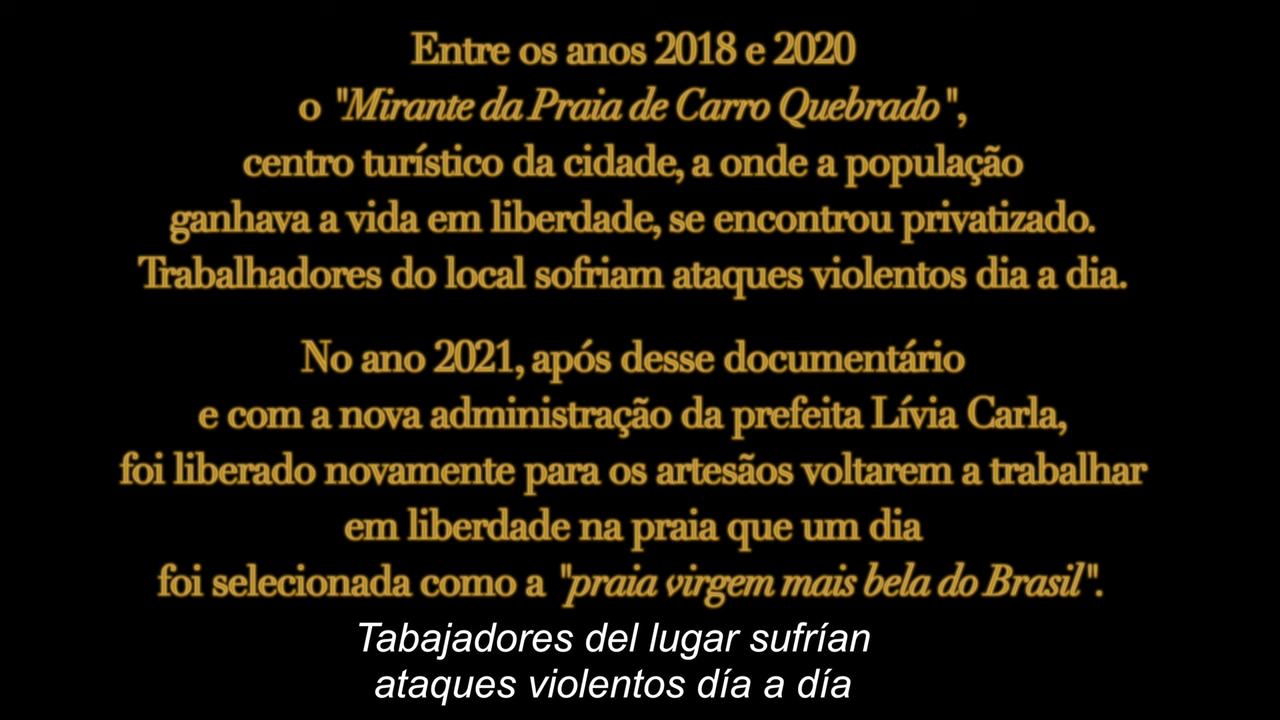 Entre os anos 2018 e 2020
o "Mirante da Praia de Carro Quebrado",
centro turístico da cidade, a onde a população
ganhava a vida em liberdade, se encontrou privatizado.
Trabalhadores do local sofriam ataques violentos dia a dia.
No ano 2021, após desse documentário
e com a nova administração da prefeita Lívia Carla,
foi liberado novamente para os artesãos voltarem a trabalhar
em liberdade na praia que um dia
foi selecionada como a "praia virgem mais bela do Brasil".
Tabajadores del lugar sufrían
ataques violentos día a día